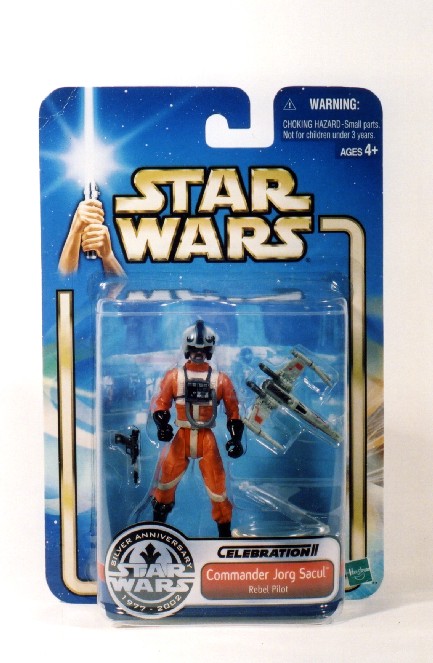 WARNING:
CHOKING HAZARD-Small parts.
Not for children under 3 years.
AGES 4+
STAR
WARS
SILVER ANNIVERSARY
STAR
WARS
1977 - 2002
CELEBRATION II
Commander Jorg Sacul™
Rebel Pilot
Hasbro